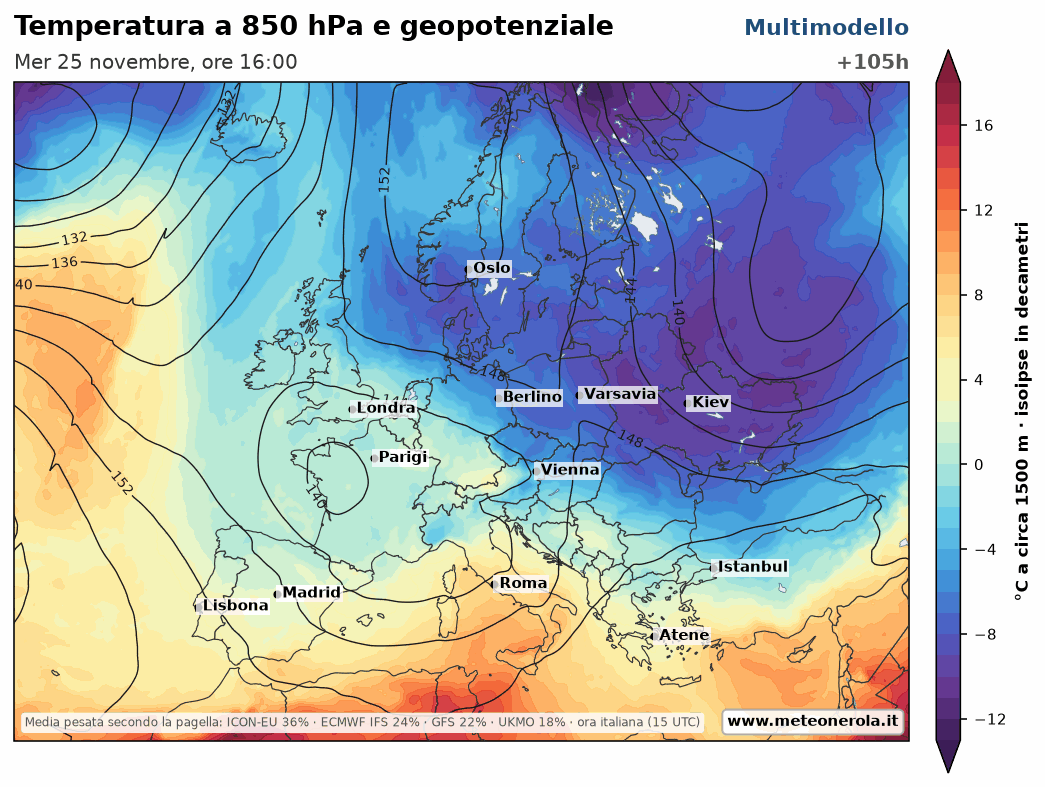 Temperatura a 850 hPa e geopotenziale
Multimodello
Mer 25 novembre, ore 16:00
+105h
132
152
132
136
40
144
140
Oslo
148
Berlino
Varsavia
Kiev
Londra
148
Parigi
Vienna
152
140
Istanbul
Roma
Madrid
Lisbona
Atene
Media pesata secondo la pagella: ICON-EU 36% · ECMWF IFS 24% · GFS 22% · UKMO 18% · ora italiana (15 UTC)
www.meteonerola.it
16
12
8
4
0
−4
−8
−12
°C a circa 1500 m · isoipse in decametri